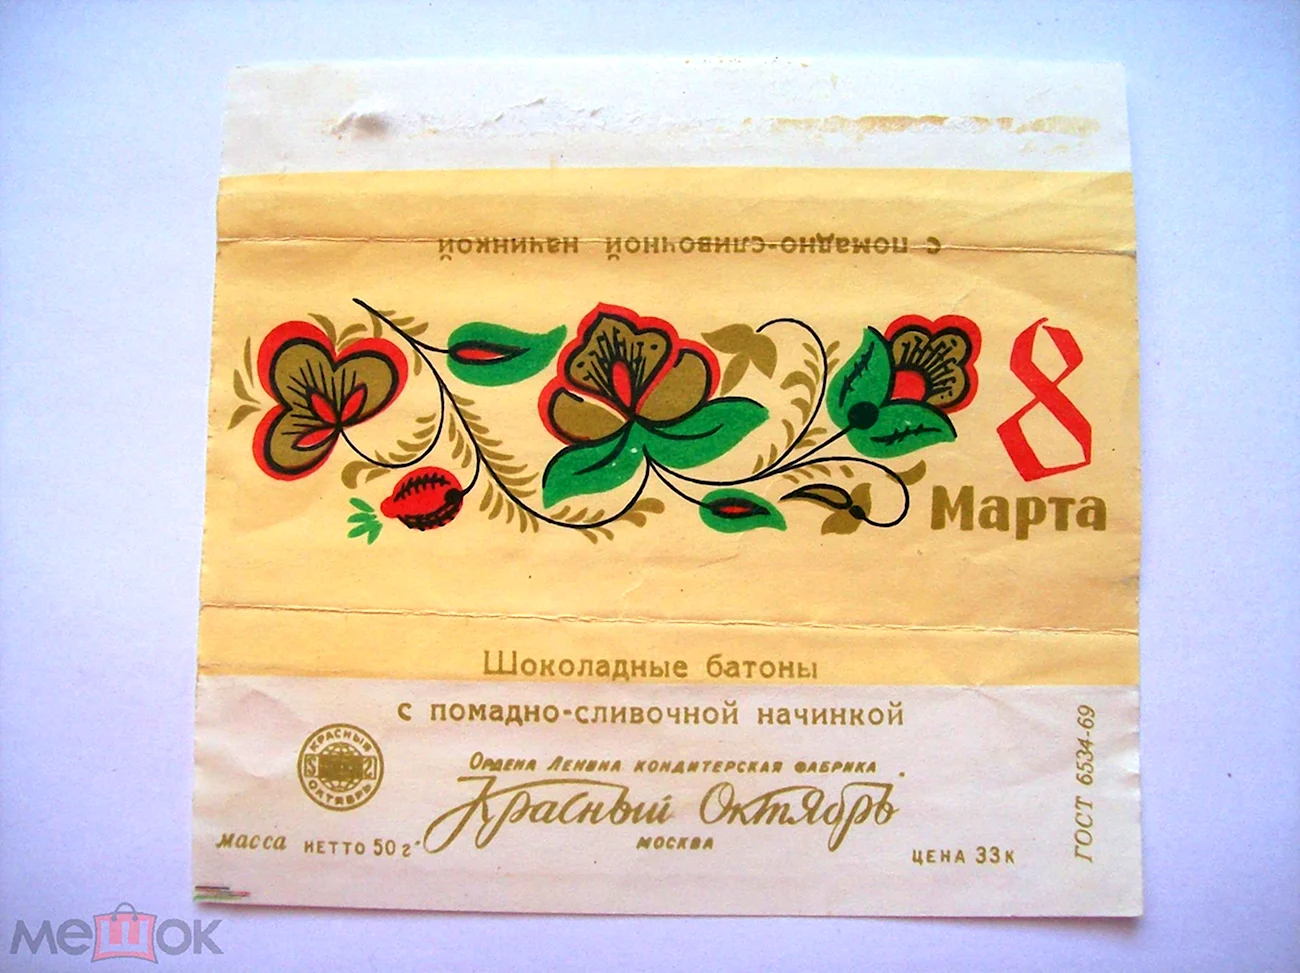 с помадно-сливочной начинкой
8
Марта
Шоколадные батоны
с помадно-сливочной начинкой
КРАСНЫЙ
ОКТЯБРЬ
Ордена Ленина кондитерская фабрика
Красный Октябрь
МОСКВА
масса нетто 50 г
ЦЕНА 33к
ГОСТ 6534-69
мешок